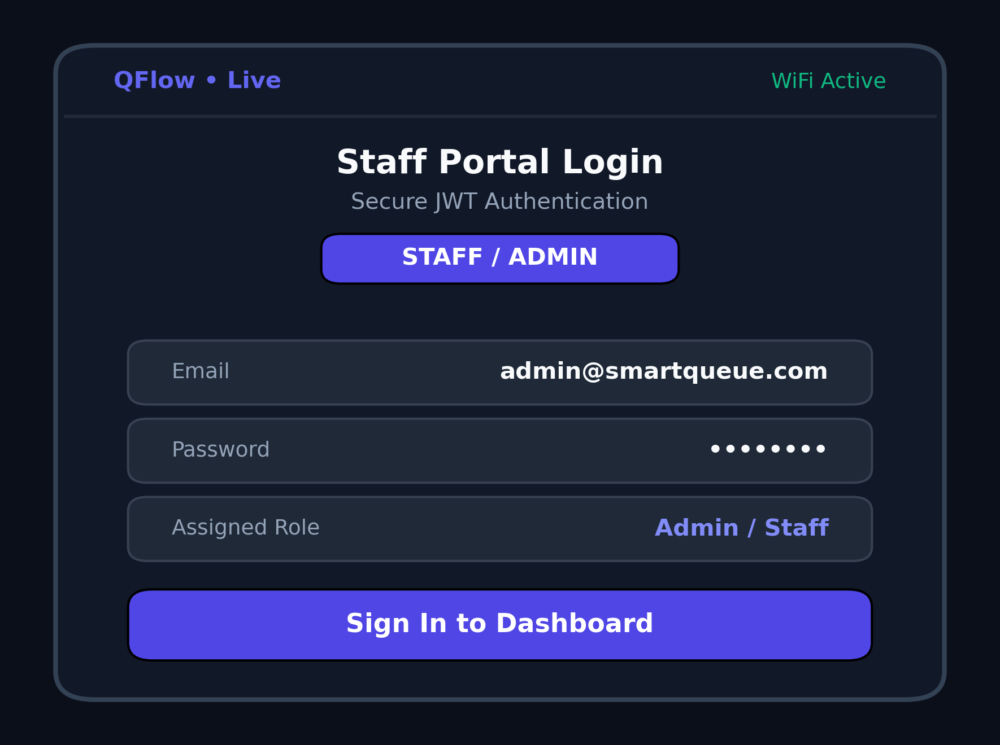 QFlow • Live
WiFi Active
Staff Portal Login
Secure JWT Authentication
STAFF / ADMIN
Email admin@smartqueue.com
Password ••••••••
Assigned Role Admin / Staff
Sign In to Dashboard